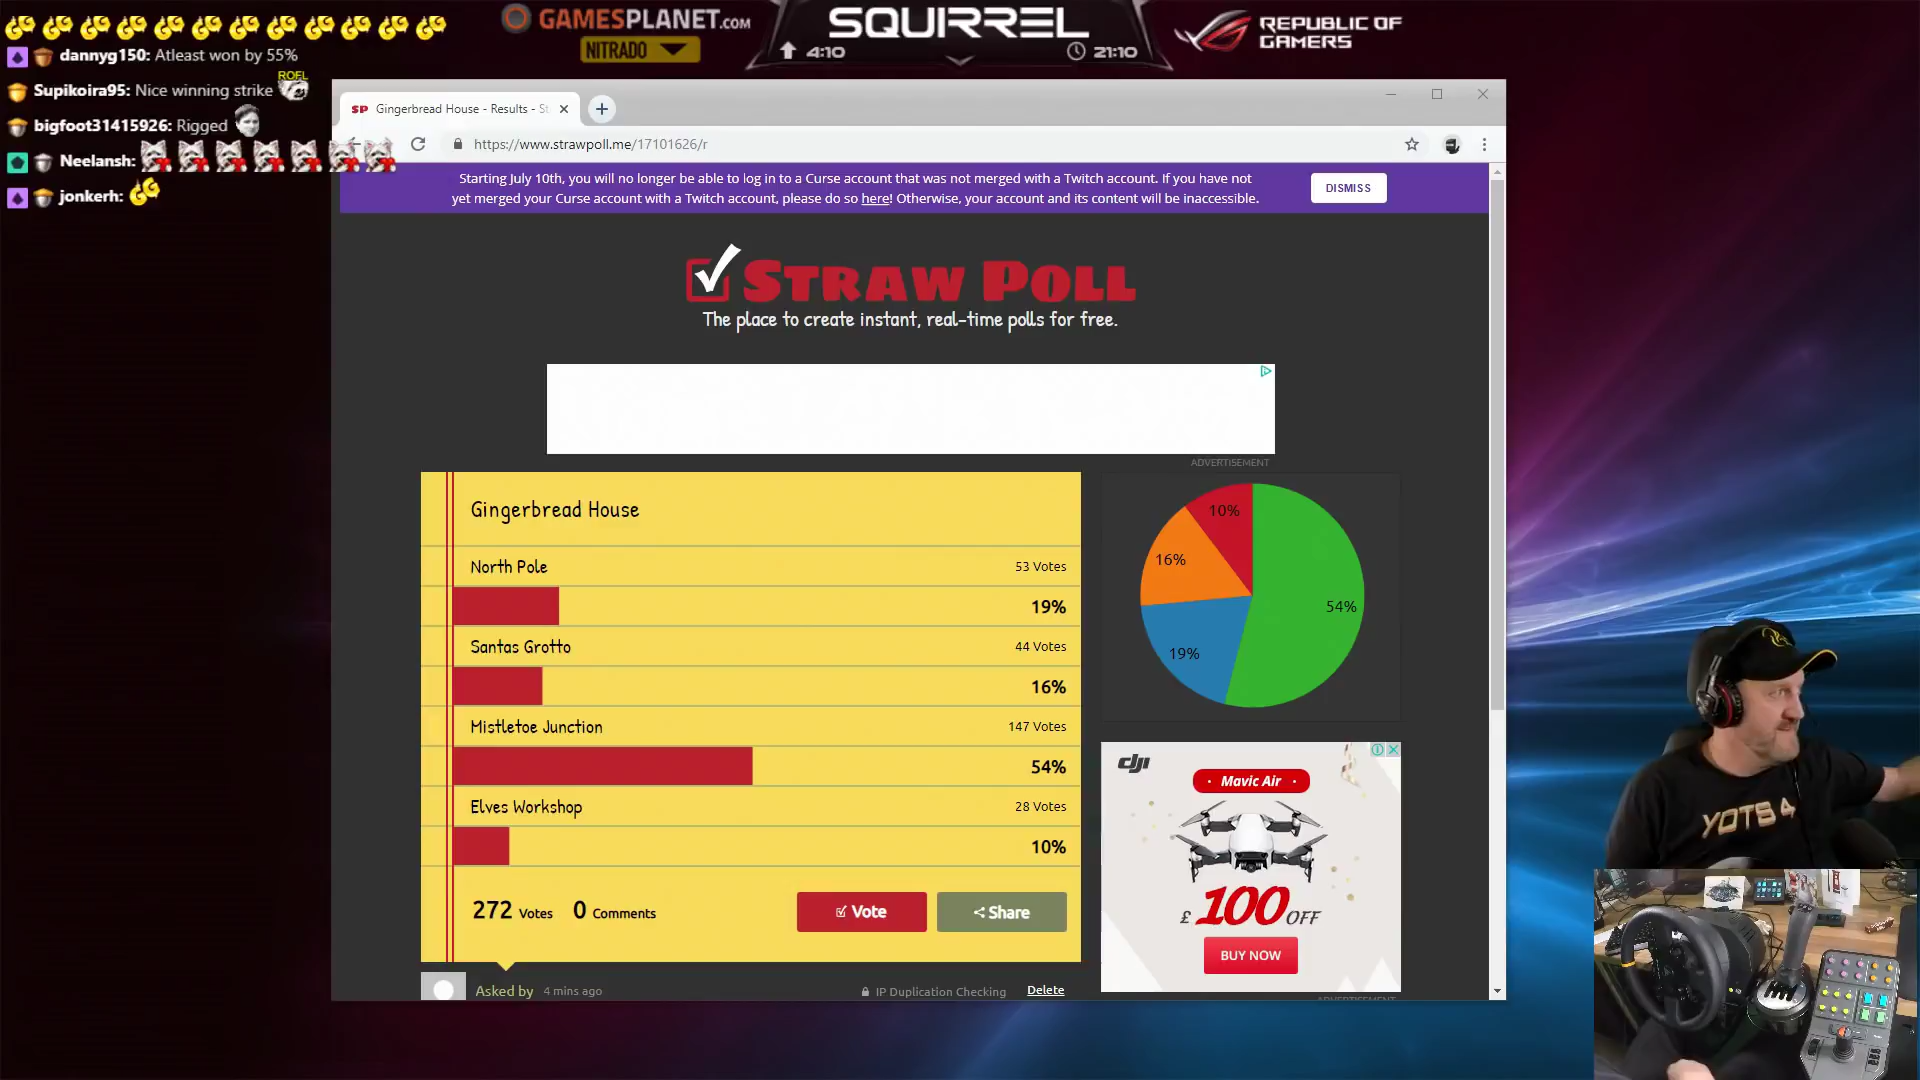 GAMESPLANET.COM
NITRADO
SQUIRREL
4:10
21:10
REPUBLIC OF
GAMERS
dannyg150: Atleast won by 55%
ROFL
Supikoira95: Nice winning strike
bigfoot31415926: Rigged
Neelansh:
jonkerh:
SP Gingerbread House - Results - St
https://www.strawpoll.me/17101626/r
Starting July 10th, you will no longer be able to log in to a Curse account that was not merged with a Twitch account. If you have not
yet merged your Curse account with a Twitch account, please do so here! Otherwise, your account and its content will be inaccessible.
DISMISS
STRAW POLL
The place to create instant, real-time polls for free.
ADVERTISEMENT
Gingerbread House
North Pole 53 Votes
19%
Santas Grotto 44 Votes
16%
Mistletoe Junction 147 Votes
54%
Elves Workshop 28 Votes
10%
272 Votes 0 Comments
Vote
Share
Asked by 4 mins ago
IP Duplication Checking
Delete
10%
16%
54%
19%
dji
Mavic Air
£ 100 OFF
BUY NOW
ADVERTISEMENT
YOTS 4